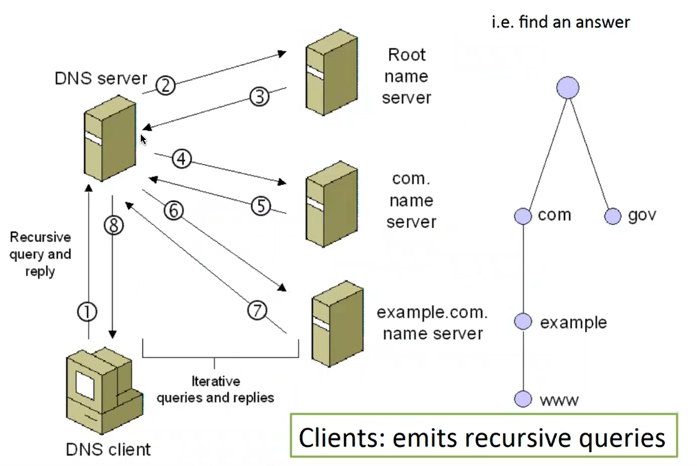 i.e. find an answer
DNS server
②
Root
name
server
③
④
com.
name
server
⑤
⑥
com
gov
Recursive
query and
reply
⑧
①
⑦
example.com.
name server
example
Iterative
queries and replies
www
DNS client
Clients: emits recursive queries